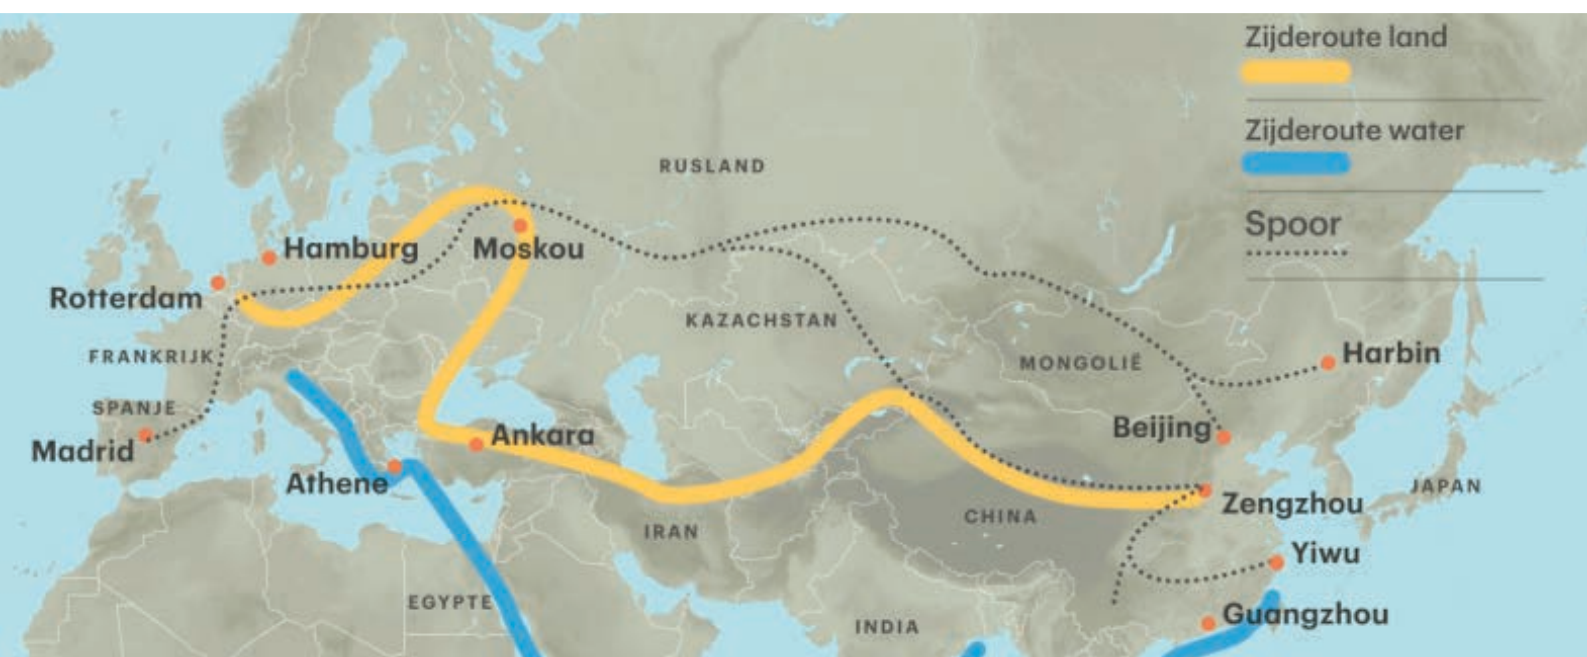 Zijderoute land
Zijderoute water
Spoor
RUSLAND
Hamburg
Moskou
Rotterdam
KAZACHSTAN
FRANKRIJK
MONGOLIË
Harbin
SPANJE
Madrid
Ankara
Beijing
Athene
JAPAN
Zengzhou
IRAN
CHINA
Yiwu
EGYPTE
Guangzhou
INDIA